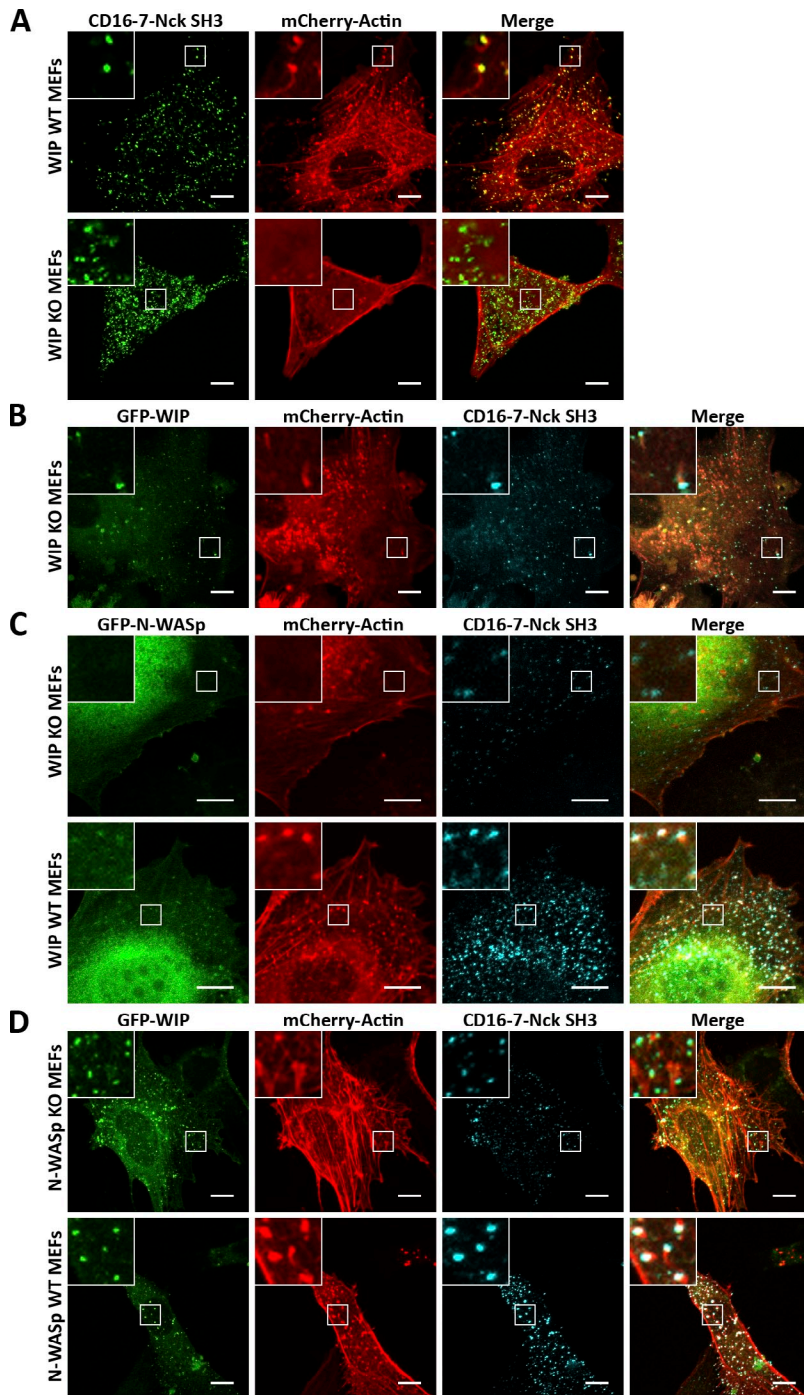 A
CD16-7-Nck SH3 mCherry-Actin Merge
WIP WT MEFs
WIP KO MEFs
B
GFP-WIP mCherry-Actin CD16-7-Nck SH3 Merge
WIP KO MEFs
C
GFP-N-WASp mCherry-Actin CD16-7-Nck SH3 Merge
WIP KO MEFs
WIP WT MEFs
D
GFP-WIP mCherry-Actin CD16-7-Nck SH3 Merge
N-WASp KO MEFs
N-WASp WT MEFs